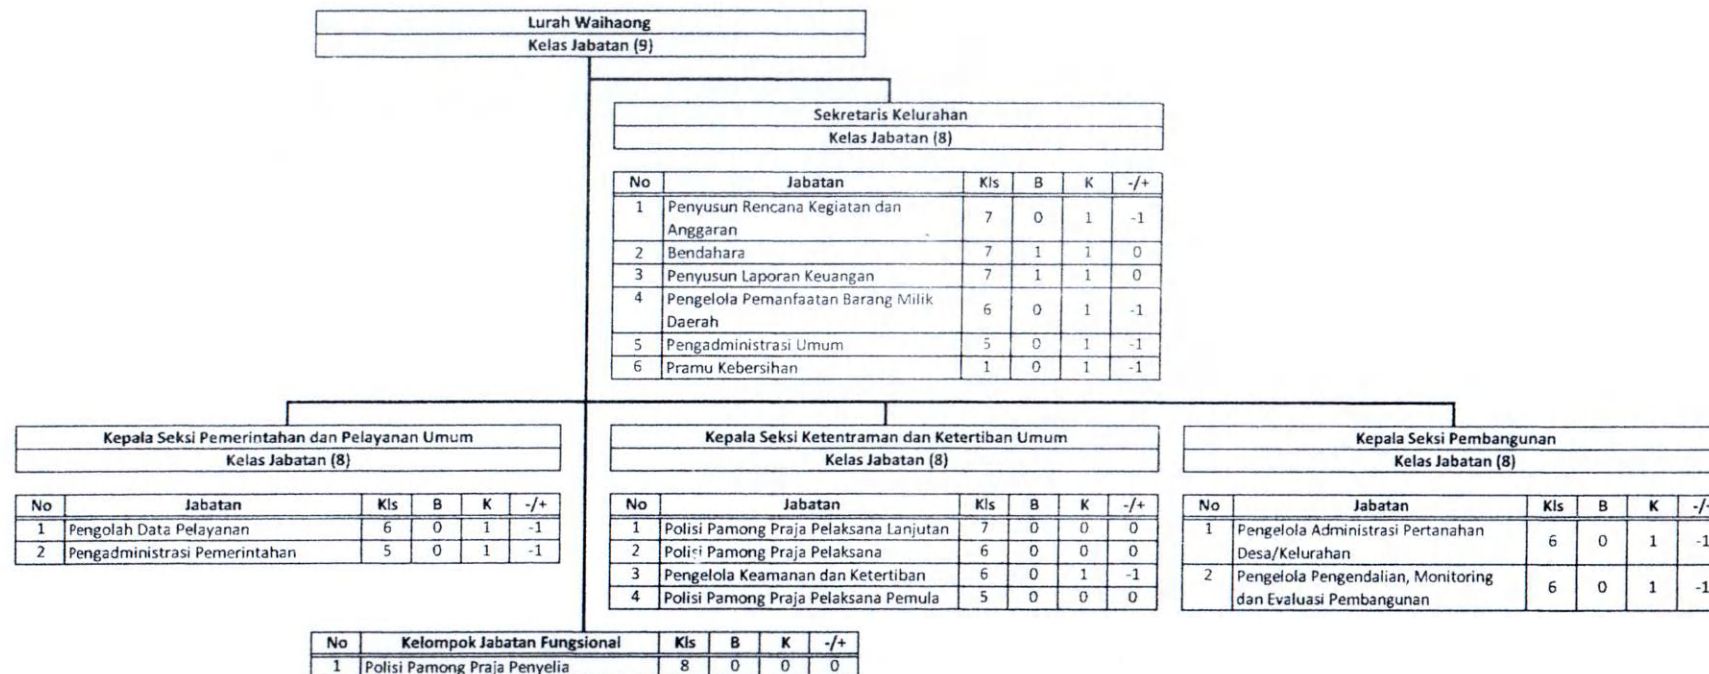 Lurah Waihaong
Kelas Jabatan (9)
Sekretaris Kelurahan
Kelas Jabatan (8)
No Jabatan Kls B K -/+
1 Penyusun Rencana Kegiatan dan
Anggaran 7 0 1 -1
2 Bendahara 7 1 1 0
3 Penyusun Laporan Keuangan 7 1 1 0
4 Pengelola Pemanfaatan Barang Milik
Daerah 6 0 1 -1
5 Pengadministrasi Umum 5 0 1 -1
6 Pramu Kebersihan 1 0 1 -1
Kepala Seksi Pemerintahan dan Pelayanan Umum
Kelas Jabatan (8)
No Jabatan Kls B K -/+
1 Pengolah Data Pelayanan 6 0 1 -1
2 Pengadministrasi Pemerintahan 5 0 1 -1
Kepala Seksi Ketentraman dan Ketertiban Umum
Kelas Jabatan (8)
No Jabatan Kls B K -/+
1 Polisi Pamong Praja Pelaksana Lanjutan 7 0 0 0
2 Polisi Pamong Praja Pelaksana 6 0 0 0
3 Pengelola Keamanan dan Ketertiban 6 0 1 -1
4 Polisi Pamong Praja Pelaksana Pemula 5 0 0 0
Kepala Seksi Pembangunan
Kelas Jabatan (8)
No Jabatan Kls B K -/+
1 Pengelola Administrasi Pertanahan
Desa/Kelurahan 6 0 1 -1
2 Pengelola Pengendalian, Monitoring
dan Evaluasi Pembangunan 6 0 1 -1
No Kelompok Jabatan Fungsional Kls B K -/+
1 Polisi Pamong Praja Penyelia 8 0 0 0